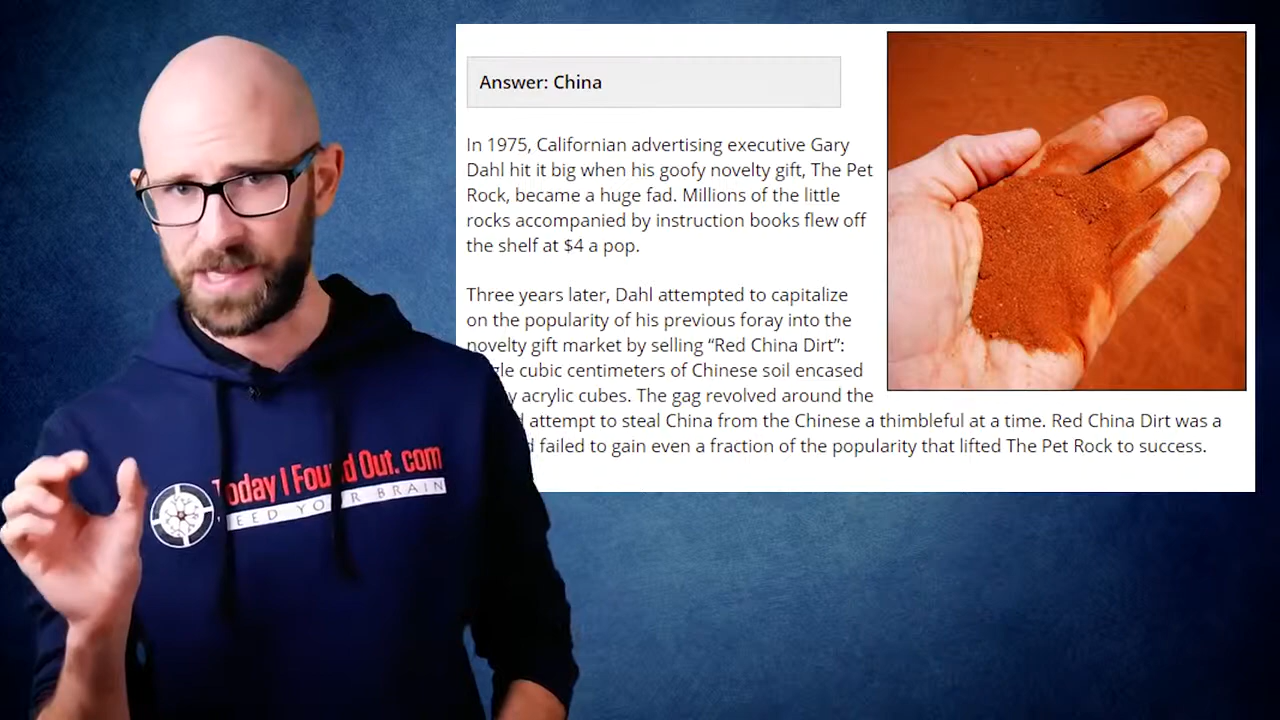 Answer: China
In 1975, Californian advertising executive Gary
Dahl hit it big when his goofy novelty gift, The Pet
Rock, became a huge fad. Millions of the little
rocks accompanied by instruction books flew off
the shelf at $4 a pop.
Three years later, Dahl attempted to capitalize
on the popularity of his previous foray into the
novelty gift market by selling “Red China Dirt”:
cubic centimeters of Chinese soil encased
acrylic cubes. The gag revolved around the
attempt to steal China from the Chinese a thimbleful at a time. Red China Dirt was a
failed to gain even a fraction of the popularity that lifted The Pet Rock to success.
Today I Found Out.com
FEED YOUR BRAIN